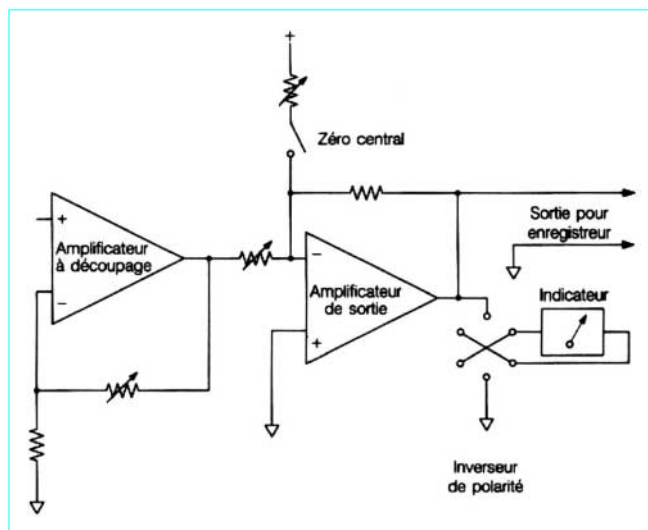 +
Zéro central
+
Amplificateur
à découpage
−
−
Amplificateur
de sortie
+
Sortie pour
enregistreur
Indicateur
Inverseur
de polarité